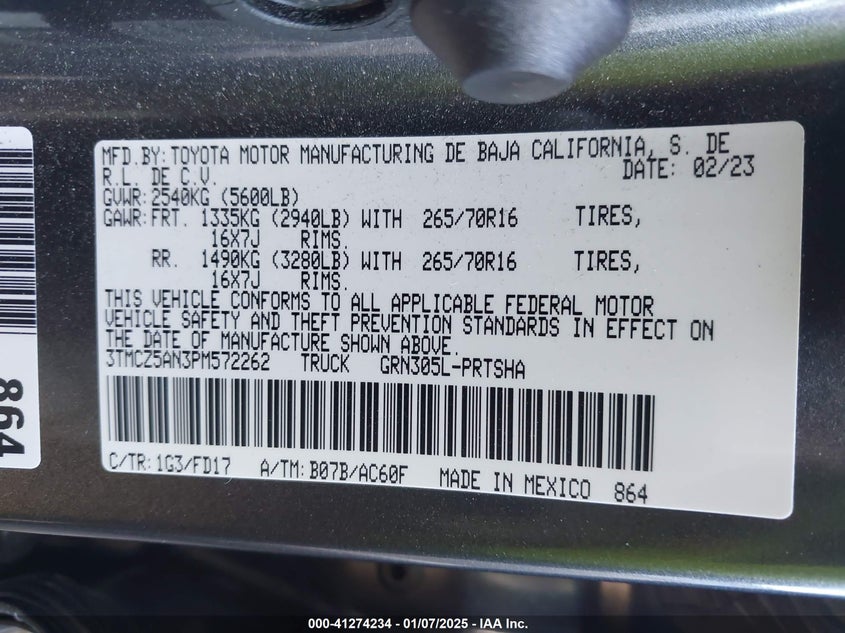 MFD.BY: TOYOTA MOTOR MANUFACTURING DE BAJA CALIFORNIA, S. DE
R.L. DE C.V. DATE: 02/23
GVWR: 2540KG (5600LB)
GAWR: FRT. 1335KG (2940LB) WITH 265/70R16 TIRES,
16X7J RIMS.
RR. 1490KG (3280LB) WITH 265/70R16 TIRES,
16X7J RIMS.
THIS VEHICLE CONFORMS TO ALL APPLICABLE FEDERAL MOTOR
VEHICLE SAFETY AND THEFT PREVENTION STANDARDS IN EFFECT ON
THE DATE OF MANUFACTURE SHOWN ABOVE.
3TMCZ5AN3PM572262 TRUCK GRN305L-PRTSHA
C/TR: 1G3/FD17 A/TM: B07B/AC60F MADE IN MEXICO 864
864
000-41274234 - 01/07/2025 - IAA Inc.